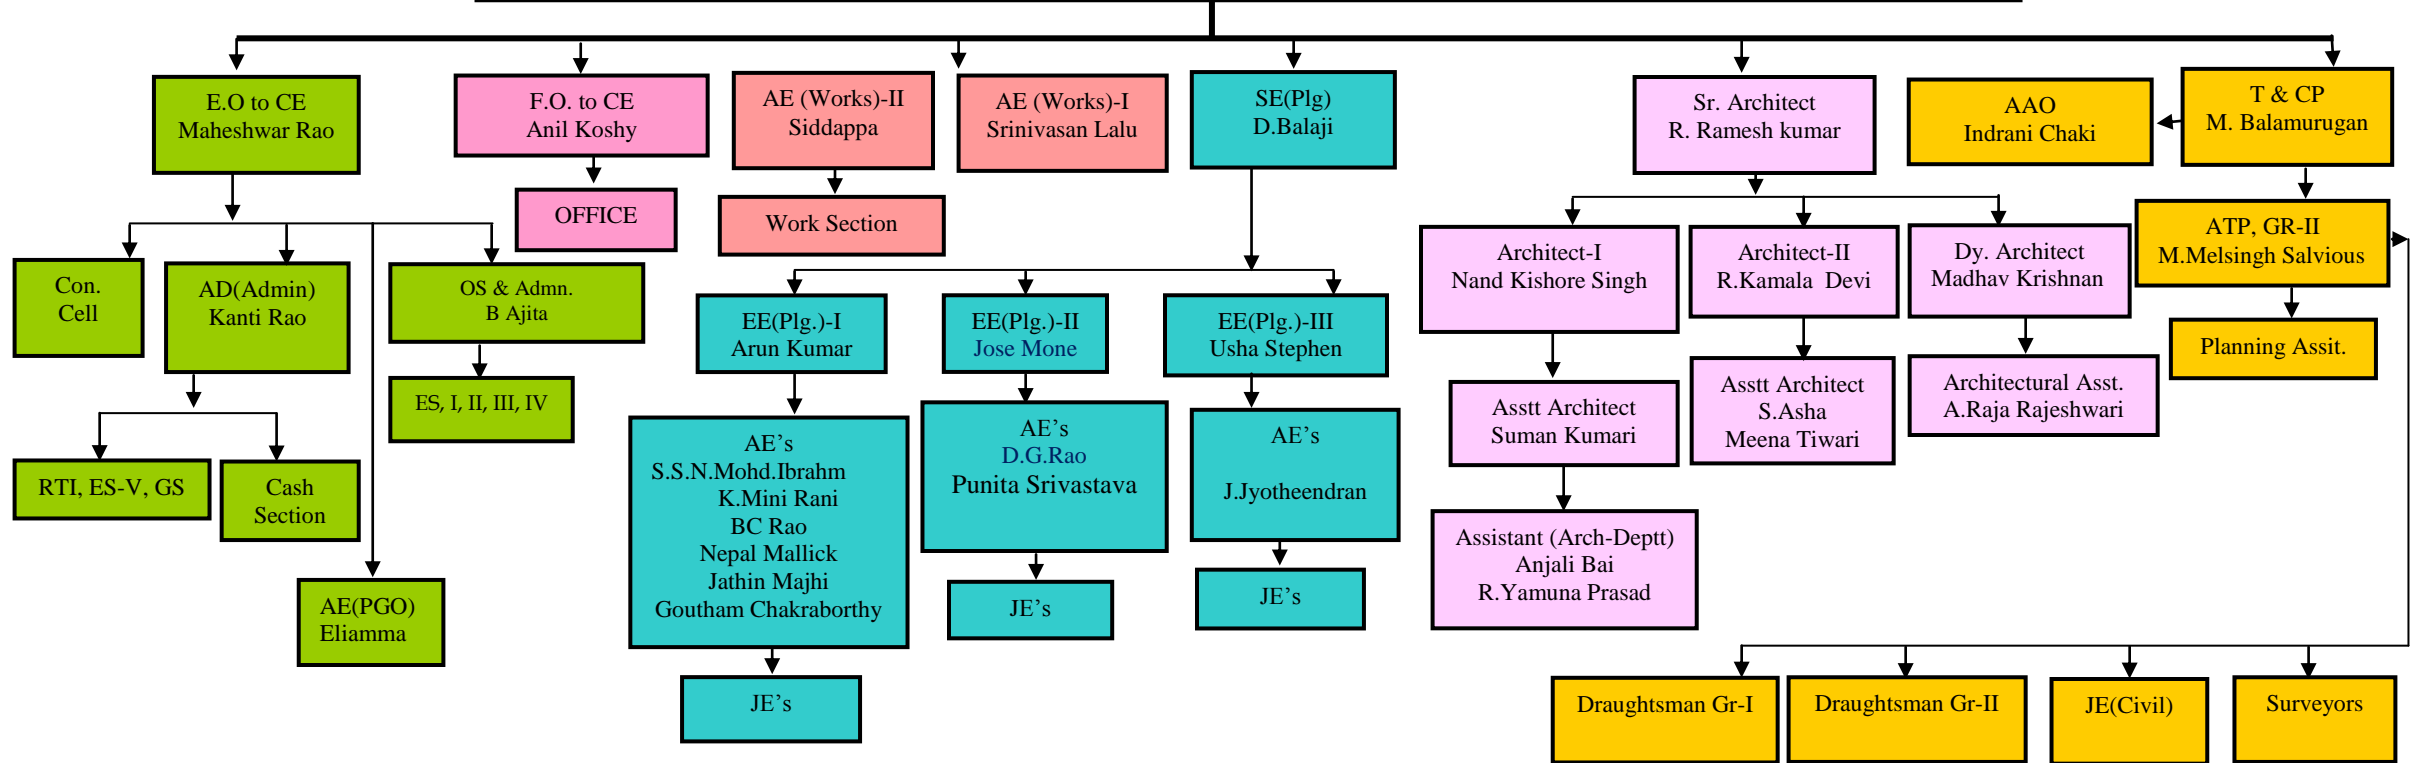 E.O to CE
Maheshwar Rao
F.O. to CE
Anil Koshy
AE (Works)-II
Siddappa
AE (Works)-I
Srinivasan Lalu
SE(Plg)
D.Balaji
Sr. Architect
R. Ramesh kumar
AAO
Indrani Chaki
T & CP
M. Balamurugan
OFFICE
Work Section
Con.
Cell
AD(Admin)
Kanti Rao
OS & Admn.
B Ajita
EE(Plg.)-I
Arun Kumar
EE(Plg.)-II
Jose Mone
EE(Plg.)-III
Usha Stephen
Architect-I
Nand Kishore Singh
Architect-II
R.Kamala  Devi
Dy. Architect
Madhav Krishnan
ATP, GR-II
M.Melsingh Salvious
Planning Assit.
ES, I, II, III, IV
RTI, ES-V, GS
Cash
Section
AE(PGO)
Eliamma
AE’s
S.S.N.Mohd.Ibrahm
K.Mini Rani
BC Rao
Nepal Mallick
Jathin Majhi
Goutham Chakraborthy
AE’s
D.G.Rao
Punita Srivastava
AE’s
J.Jyotheendran
Asstt Architect
Suman Kumari
Asstt Architect
S.Asha
Meena Tiwari
Architectural Asst.
A.Raja Rajeshwari
Assistant (Arch-Deptt)
Anjali Bai
R.Yamuna Prasad
JE’s
JE’s
JE’s
Draughtsman Gr-I
Draughtsman Gr-II
JE(Civil)
Surveyors